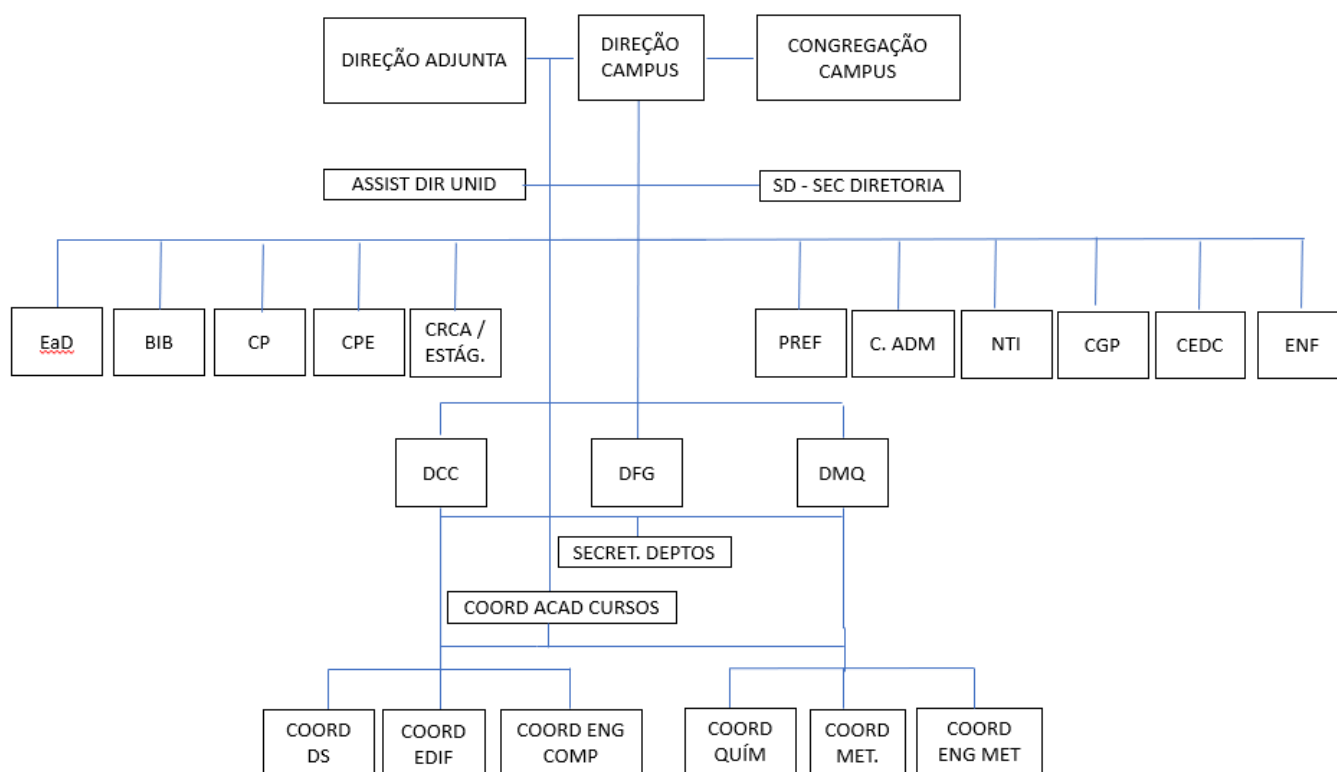 DIREÇÃO ADJUNTA
DIREÇÃO
CAMPUS
CONGREGAÇÃO
CAMPUS
ASSIST DIR UNID
SD - SEC DIRETORIA
EaD
BIB
CP
CPE
CRCA /
ESTÁG.
PREF
C. ADM
NTI
CGP
CEDC
ENF
DCC
DFG
DMQ
SECRET. DEPTOS
COORD ACAD CURSOS
COORD
DS
COORD
EDIF
COORD ENG
COMP
COORD
QUÍM
COORD
MET.
COORD
ENG MET